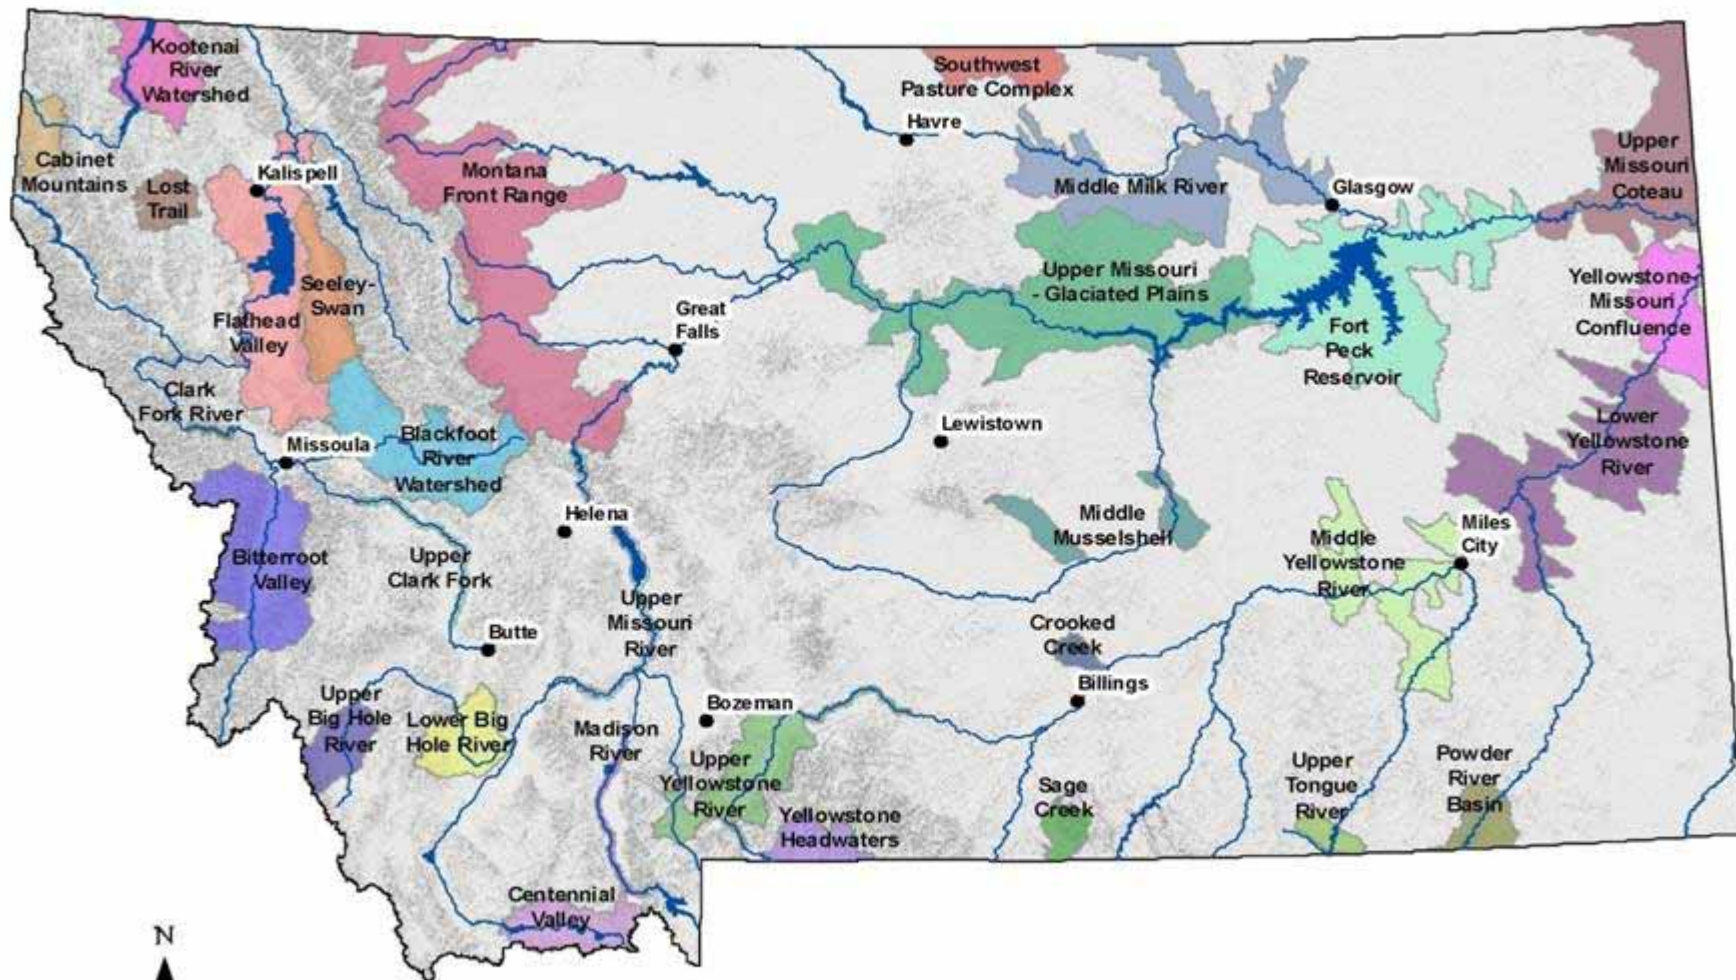 Kootenai
River
Watershed
Southwest
Pasture Complex
Havre
Cabinet
Mountains
Lost
Trail
Kalispell
Montana
Front Range
Middle Milk River
Glasgow
Upper
Missouri
Coteau
Seeley-
Swan
Flathead
Valley
Great
Falls
Upper Missouri
- Glaciated Plains
Fort
Peck
Reservoir
Yellowstone-
Missouri
Confluence
Clark
Fork River
Missoula
Blackfoot
River
Watershed
Lewistown
Lower
Yellowstone
River
Helena
Middle
Musselshell
Middle
Yellowstone
River
Miles
City
Bitterroot
Valley
Upper
Clark Fork
Butte
Upper
Missouri
River
Crooked
Creek
Billings
Upper
Big Hole
River
Lower Big
Hole River
Madison
River
Bozeman
Upper
Yellowstone
River
Yellowstone
Headwaters
Sage
Creek
Upper
Tongue
River
Powder
River
Basin
Centennial
Valley
N